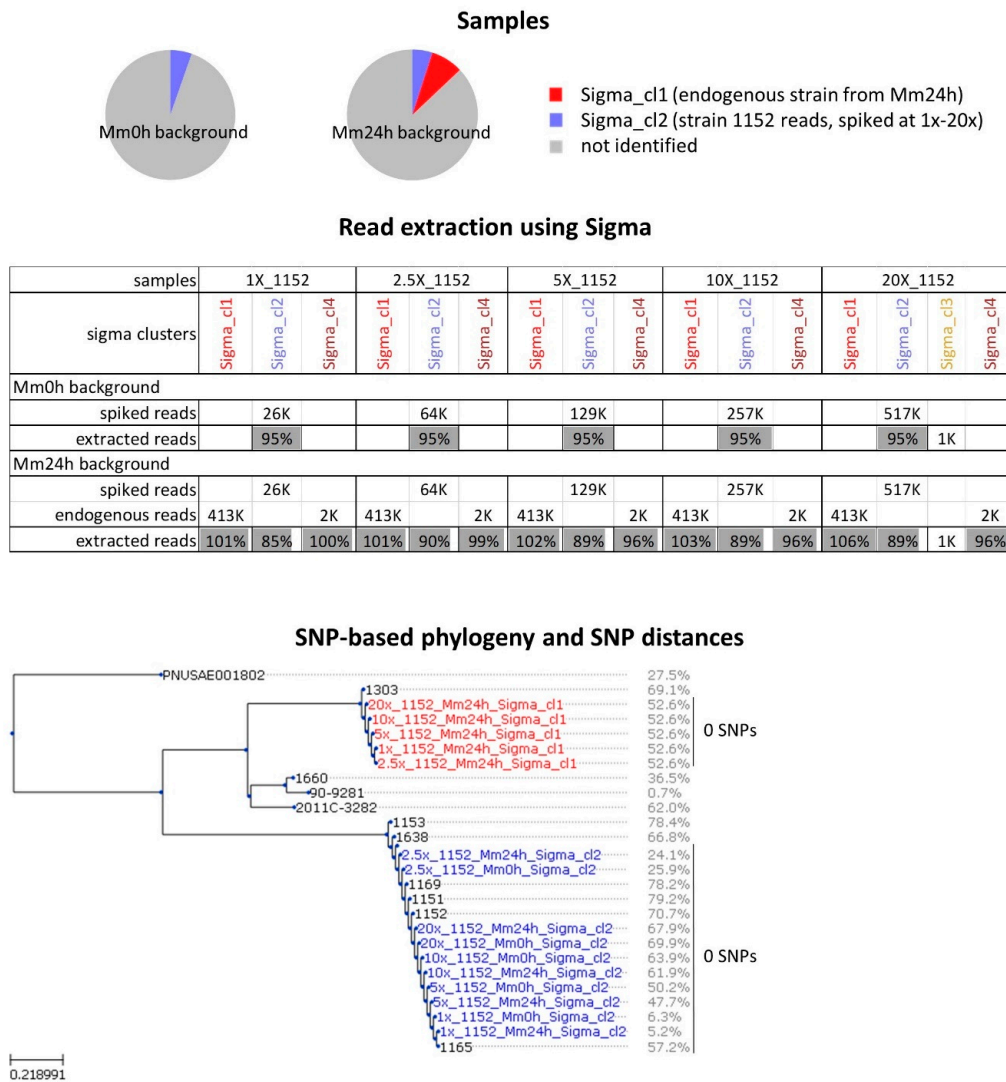 Samples
Mm0h background
Mm24h background
Sigma_cl1 (endogenous strain from Mm24h)
Sigma_cl2 (strain 1152 reads, spiked at 1x-20x)
not identified
Read extraction using Sigma
samples 1X_1152 2.5X_1152 5X_1152 10X_1152 20X_1152
sigma clusters Sigma_cl1 Sigma_cl2 Sigma_cl4 Sigma_cl1 Sigma_cl2 Sigma_cl4 Sigma_cl1 Sigma_cl2 Sigma_cl4 Sigma_cl1 Sigma_cl2 Sigma_cl4 Sigma_cl1 Sigma_cl2 Sigma_cl3 Sigma_cl4
Mm0h background
spiked reads 26K 64K 129K 257K 517K
extracted reads 95% 95% 95% 95% 95% 1K
Mm24h background
spiked reads 26K 64K 129K 257K 517K
endogenous reads 413K 2K 413K 2K 413K 2K 413K 2K 413K 2K
extracted reads 101% 85% 100% 101% 90% 99% 102% 89% 96% 103% 89% 96% 106% 89% 1K 96%
SNP-based phylogeny and SNP distances
PNUSAE001802 27.5%
1303 69.1%
20x_1152_Mm24h_Sigma_cl1 52.6%
10x_1152_Mm24h_Sigma_cl1 52.6%
5x_1152_Mm24h_Sigma_cl1 52.6%
1x_1152_Mm24h_Sigma_cl1 52.6%
2.5x_1152_Mm24h_Sigma_cl1 52.6%
0 SNPs
1660 36.5%
90-9281 0.7%
2011C-3282 62.0%
1153 78.4%
1638 66.8%
2.5x_1152_Mm24h_Sigma_cl2 24.1%
2.5x_1152_Mm0h_Sigma_cl2 25.9%
1169 78.2%
1151 79.2%
1152 70.7%
20x_1152_Mm24h_Sigma_cl2 67.9%
20x_1152_Mm0h_Sigma_cl2 69.9%
10x_1152_Mm0h_Sigma_cl2 63.9%
10x_1152_Mm24h_Sigma_cl2 61.9%
5x_1152_Mm0h_Sigma_cl2 50.2%
5x_1152_Mm24h_Sigma_cl2 47.7%
1x_1152_Mm0h_Sigma_cl2 6.3%
1x_1152_Mm24h_Sigma_cl2 5.2%
1165 57.2%
0 SNPs
0.218991